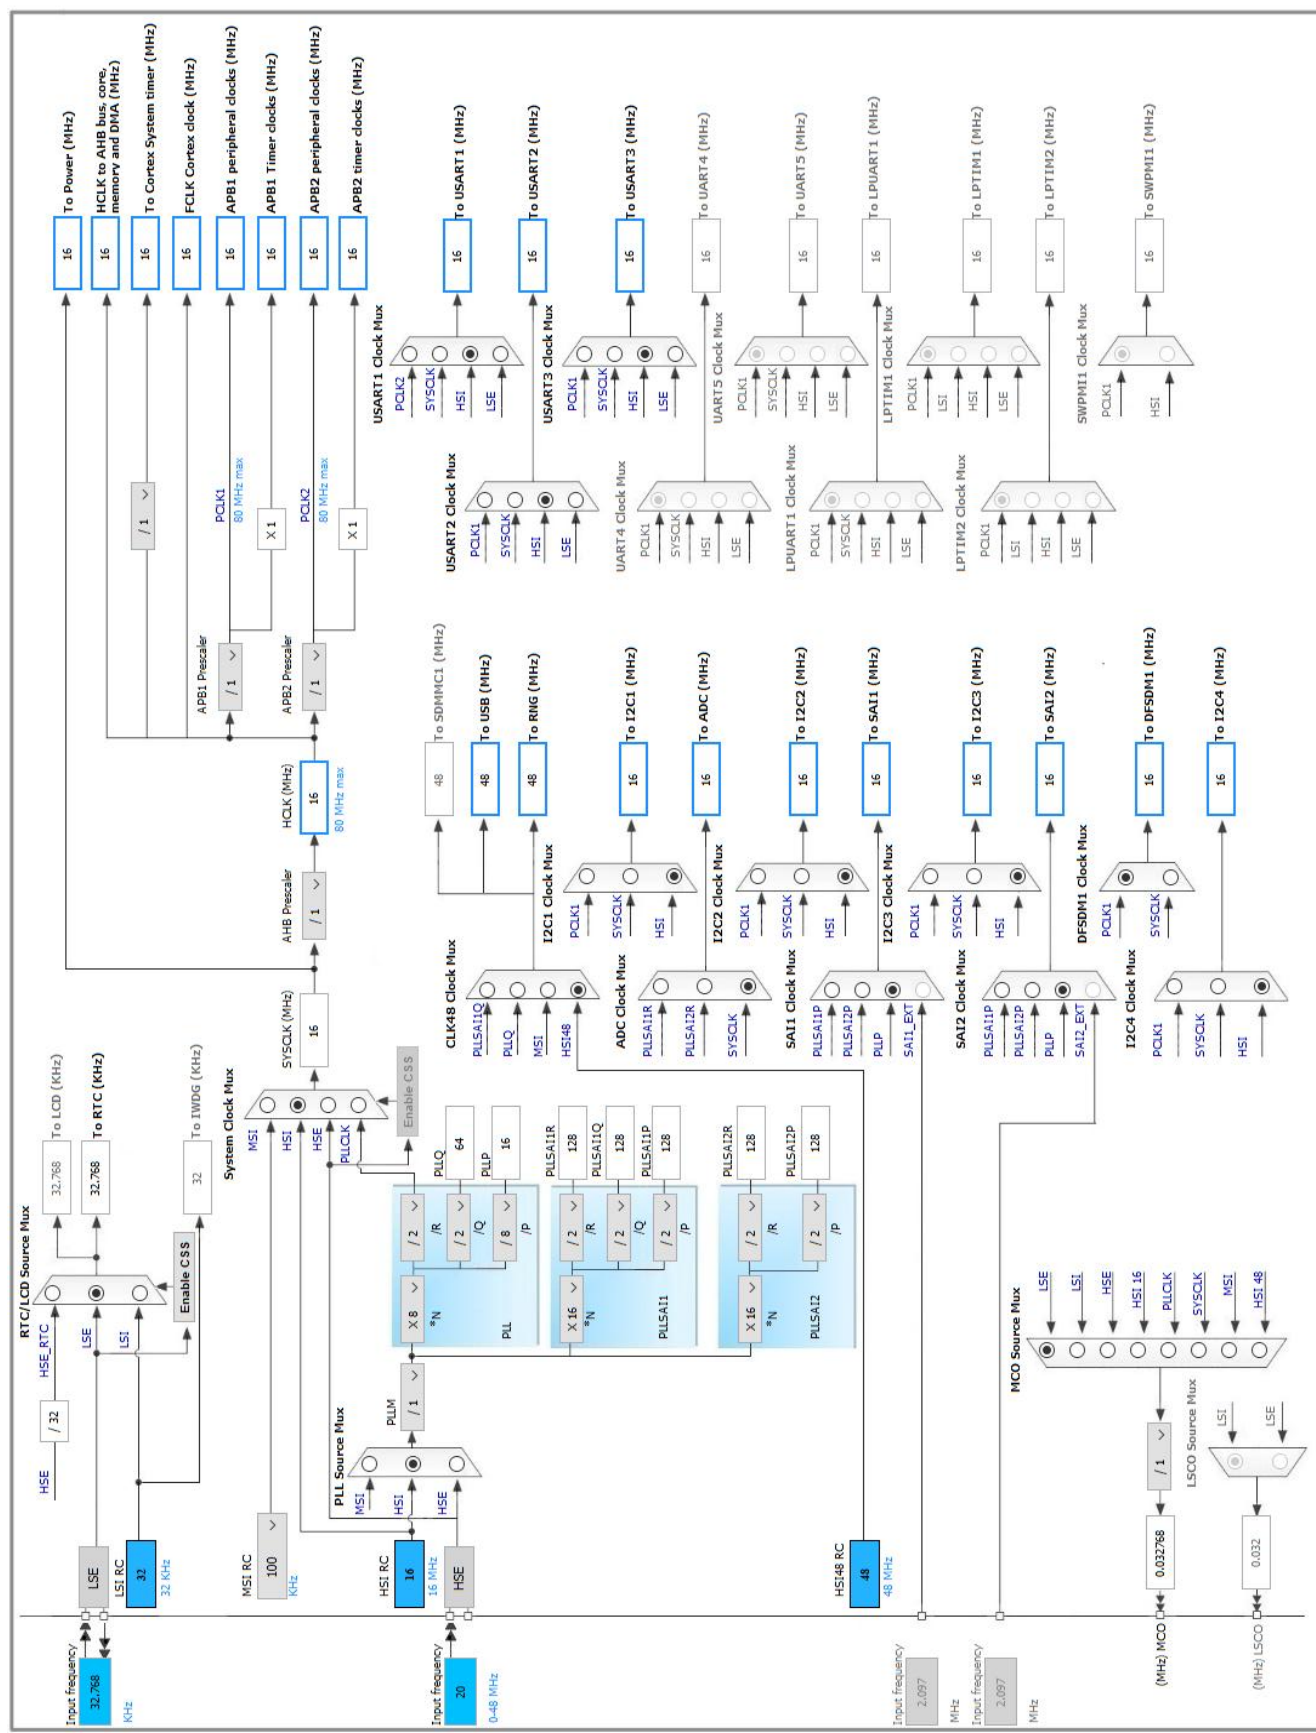 RTC/LCD Source Mux
HSE
/ 32
HSE_RTC
LSE
LSI
32.768
To LCD (KHz)
32.768
To RTC (KHz)
Enable CSS
32
To IWDG (KHz)
Input frequency
32.768
KHz
LSE
LSI RC
32
32 KHz
MSI RC
100
KHz
HSI RC
16
16 MHz
Input frequency
20
0-48 MHz
HSE
System Clock Mux
MSI
HSI
HSE
PLLCLK
Enable CSS
SYSCLK (MHz)
16
AHB Prescaler
/ 1
HCLK (MHz)
16
80 MHz max
APB1 Prescaler
/ 1
APB2 Prescaler
/ 1
/ 1
PCLK1
80 MHz max
X 1
PCLK2
80 MHz max
X 1
16
To Power (MHz)
16
HCLK to AHB bus, core,
memory and DMA (MHz)
16
To Cortex System timer (MHz)
16
FCLK Cortex clock (MHz)
16
APB1 peripheral clocks (MHz)
16
APB1 Timer clocks (MHz)
16
APB2 peripheral clocks (MHz)
16
APB2 timer clocks (MHz)
PLL Source Mux
MSI
HSI
HSE
PLLM
/ 1
X 8
*N
PLL
/ 2
/R
/ 2
/Q
/ 8
/P
PLLQ
64
PLLP
16
X 16
*N
PLLSAI1
/ 2
/R
/ 2
/Q
/ 2
/P
PLLSAI1R
128
PLLSAI1Q
128
PLLSAI1P
128
X 16
*N
PLLSAI2
/ 2
/R
/ 2
/P
PLLSAI2R
128
PLLSAI2P
128
HSI48 RC
48
48 MHz
CLK48 Clock Mux
PLLSAI1Q
PLLQ
MSI
HSI48
48
To SDMMC1 (MHz)
48
To USB (MHz)
48
To RNG (MHz)
I2C1 Clock Mux
PCLK1
SYSCLK
HSI
16
To I2C1 (MHz)
ADC Clock Mux
PLLSAI1R
PLLSAI2R
SYSCLK
16
To ADC (MHz)
I2C2 Clock Mux
PCLK1
SYSCLK
HSI
16
To I2C2 (MHz)
SAI1 Clock Mux
PLLSAI1P
PLLSAI2P
PLLP
SAI1_EXT
16
To SAI1 (MHz)
I2C3 Clock Mux
PCLK1
SYSCLK
HSI
16
To I2C3 (MHz)
SAI2 Clock Mux
PLLSAI1P
PLLSAI2P
PLLP
SAI2_EXT
16
To SAI2 (MHz)
DFSDM1 Clock Mux
PCLK1
SYSCLK
16
To DFSDM1 (MHz)
I2C4 Clock Mux
PCLK1
SYSCLK
HSI
16
To I2C4 (MHz)
USART1 Clock Mux
PCLK2
SYSCLK
HSI
LSE
16
To USART1 (MHz)
USART2 Clock Mux
PCLK1
SYSCLK
HSI
LSE
16
To USART2 (MHz)
USART3 Clock Mux
PCLK1
SYSCLK
HSI
LSE
16
To USART3 (MHz)
UART4 Clock Mux
PCLK1
SYSCLK
HSI
LSE
16
To UART4 (MHz)
UART5 Clock Mux
PCLK1
SYSCLK
HSI
LSE
16
To UART5 (MHz)
LPUART1 Clock Mux
PCLK1
SYSCLK
HSI
LSE
16
To LPUART1 (MHz)
LPTIM1 Clock Mux
PCLK1
LSI
HSI
LSE
16
To LPTIM1 (MHz)
LPTIM2 Clock Mux
PCLK1
LSI
HSI
LSE
16
To LPTIM2 (MHz)
SWPMI1 Clock Mux
PCLK1
HSI
16
To SWPMI1 (MHz)
Input frequency
2.097
MHz
Input frequency
2.097
MHz
MCO Source Mux
LSE
LSI
HSE
HSI 16
PLLCLK
SYSCLK
MSI
HSI 48
/ 1
0.032768
(MHz) MCO
LSCO Source Mux
LSI
LSE
0.032
(MHz) LSCO